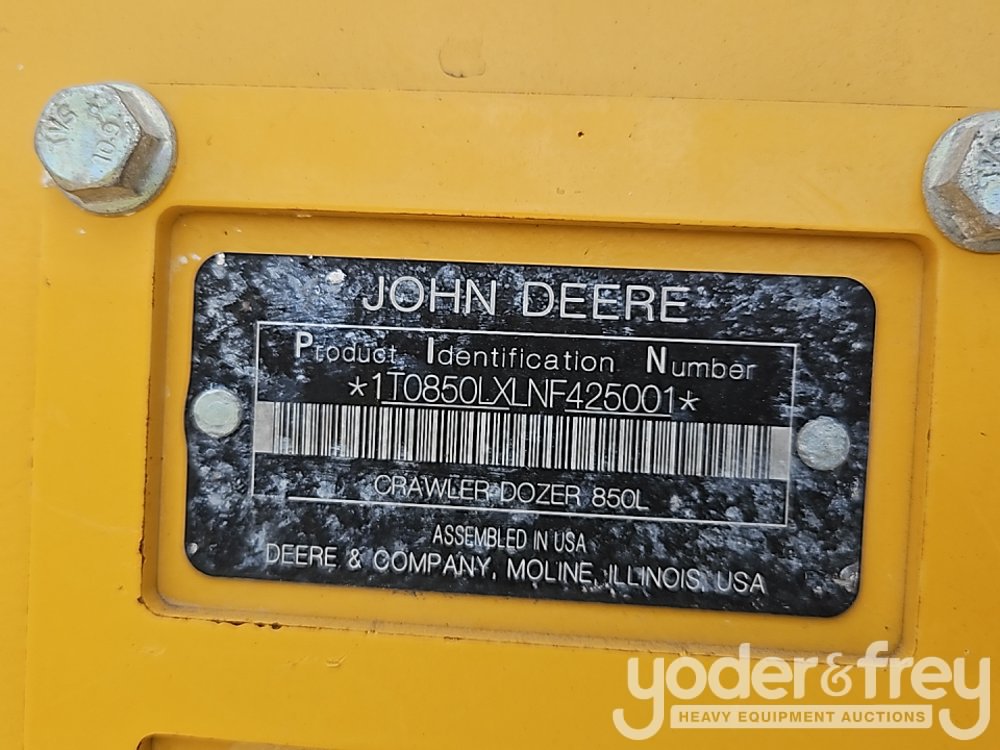 JOHN DEERE
Product Identification Number
*1T0850LXLNF425001*
CRAWLER DOZER 850L
ASSEMBLED IN USA
DEERE & COMPANY, MOLINE, ILLINOIS, USA
yoder&frey
HEAVY EQUIPMENT AUCTIONS